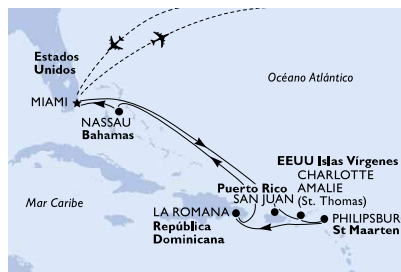 Estados
Unidos
Océano Atlántico
MIAMI
NASSAU
Bahamas
EEUU Islas Vírgenes
CHARLOTTE
AMALIE
(St. Thomas)
Puerto Rico
SAN JUAN
Mar Caribe
LA ROMANA
República
Dominicana
PHILIPSBUR
St Maarten